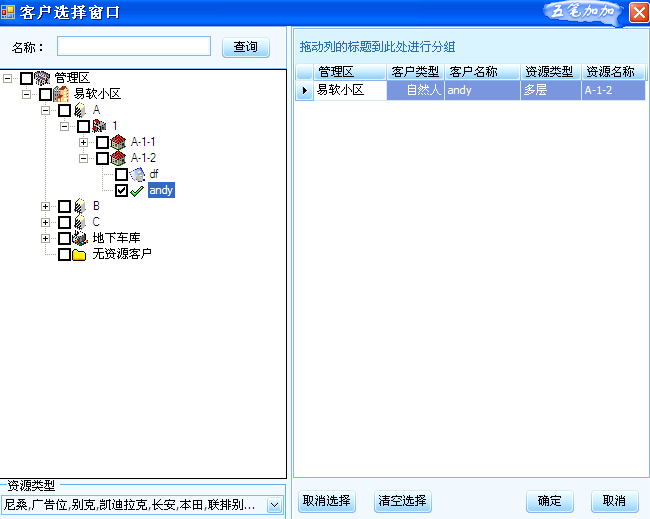 客户选择窗口
五笔加加
名称：
查询
管理区
易软小区
A
1
A-1-1
A-1-2
df
andy
B
C
地下车库
无资源客户
资源类型
尼桑,广告位,别克,凯迪拉克,长安,本田,联排别...
拖动列的标题到此处进行分组
管理区 客户类型 客户名称 资源类型 资源名称
易软小区 自然人 andy 多层 A-1-2
取消选择 清空选择 确定 取消